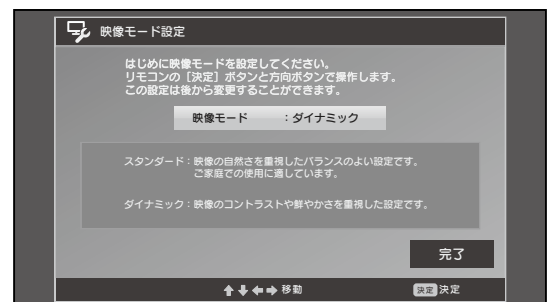 映像モード設定
はじめに映像モードを設定してください。
リモコンの［決定］ボタンと方向ボタンで操作します。
この設定は後から変更することができます。
映像モード ：ダイナミック
スタンダード：映像の自然さを重視したバランスのよい設定です。
ご家庭での使用に適しています。
ダイナミック：映像のコントラストや鮮やかさを重視した設定です。
完了
移動 決定 決定